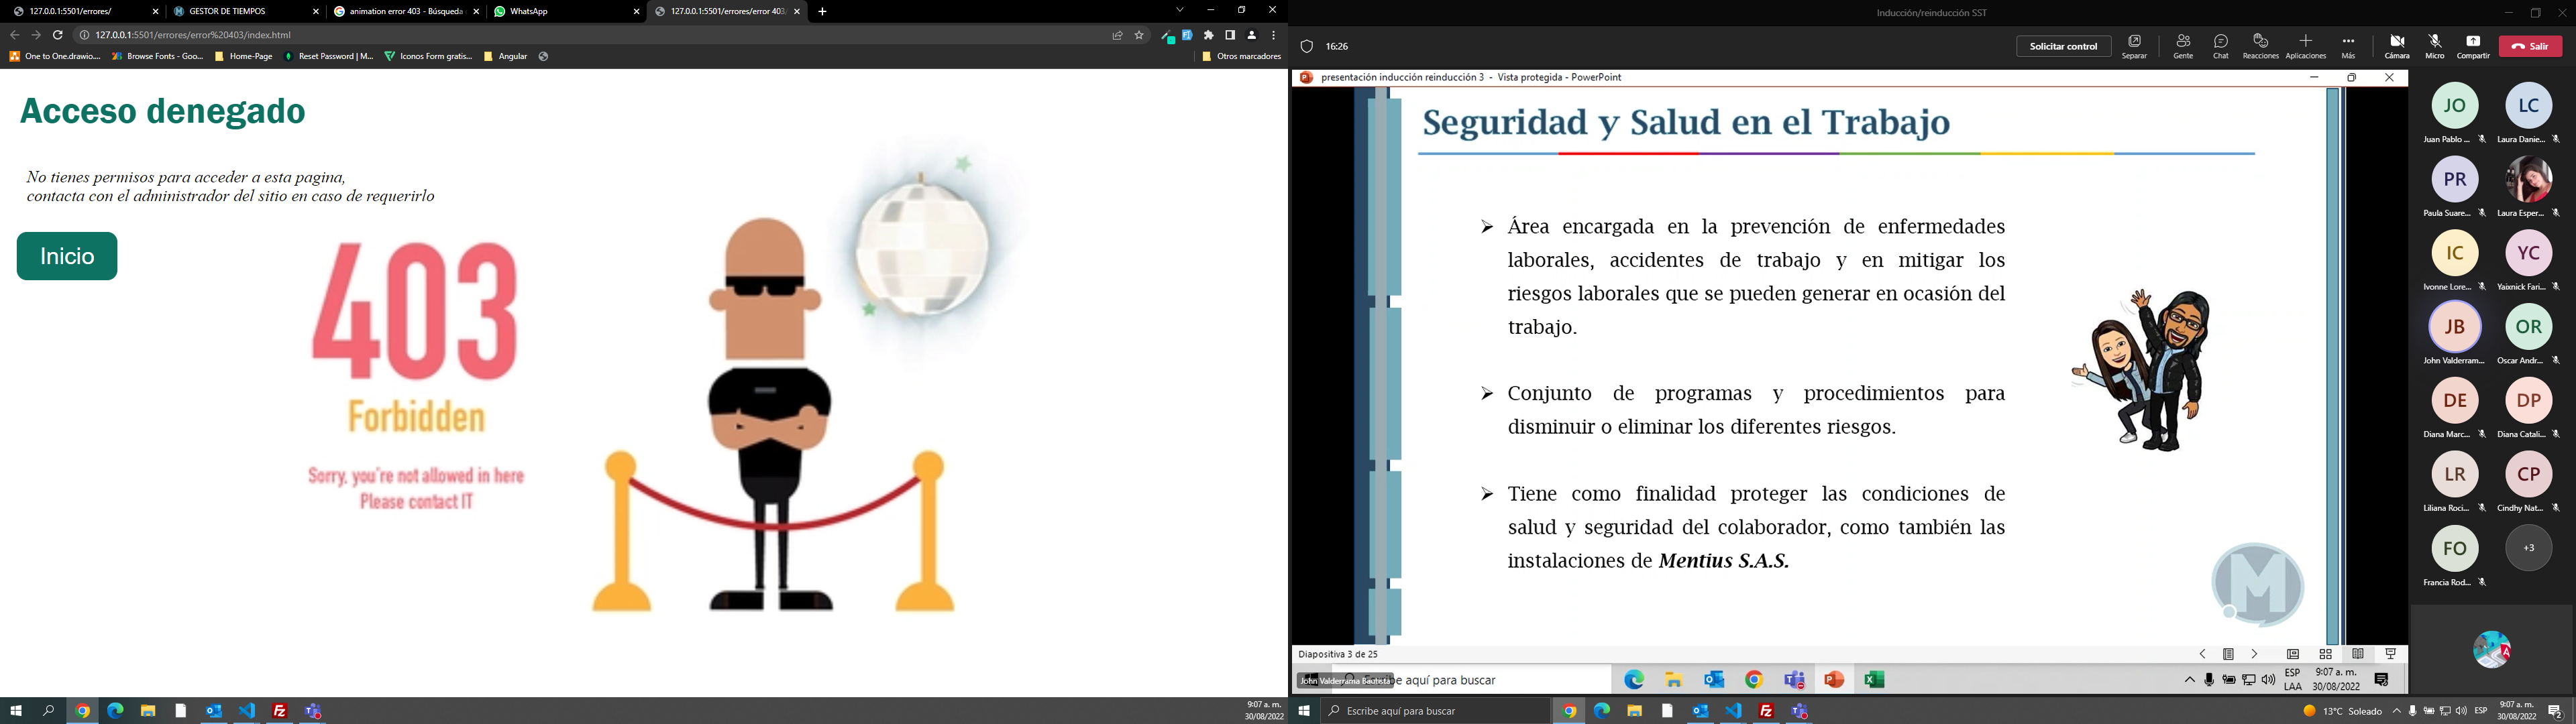 127.0.0.1:5501/errores/
GESTOR DE TIEMPOS
animation error 403 - Búsqueda
WhatsApp
127.0.0.1:5501/errores/error 403/
127.0.0.1:5501/errores/error%20403/index.html
One to One.drawio....
Browse Fonts - Goo...
Home-Page
Reset Password | M...
Iconos Form gratis...
Angular
Otros marcadores
Acceso denegado
No tienes permisos para acceder a esta pagina,
contacta con el administrador del sitio en caso de requerirlo
Inicio
403
Forbidden
Sorry, you're not allowed in here
Please contact IT
9:07 a. m.
30/08/2022
Inducción/reinducción SST
16:26
Solicitar control
Separar
Gente
Chat
Reacciones
Aplicaciones
Más
Cámara
Micro
Compartir
Salir
presentación inducción reinducción 3 - Vista protegida - PowerPoint
Seguridad y Salud en el Trabajo
Área encargada en la prevención de enfermedades
laborales, accidentes de trabajo y en mitigar los
riesgos laborales que se pueden generar en ocasión del
trabajo.
Conjunto de programas y procedimientos para
disminuir o eliminar los diferentes riesgos.
Tiene como finalidad proteger las condiciones de
salud y seguridad del colaborador, como también las
instalaciones de Mentius S.A.S.
M
Diapositiva 3 de 25
John Valderrama Bautista
be aquí para buscar
ESP
LAA
9:07 a. m.
30/08/2022
JO
Juan Pablo ...
LC
Laura Danie...
PR
Paula Suare...
Laura Esper...
IC
Ivonne Lore...
YC
Yaixnick Fari...
JB
John Valderram...
OR
Oscar Andr...
DE
Diana Marc...
DP
Diana Catali...
LR
Liliana Roci...
CP
Cindhy Nat...
FO
Francia Rod...
+3
Escribe aquí para buscar
13°C Soleado
ESP
9:07 a. m.
30/08/2022
2